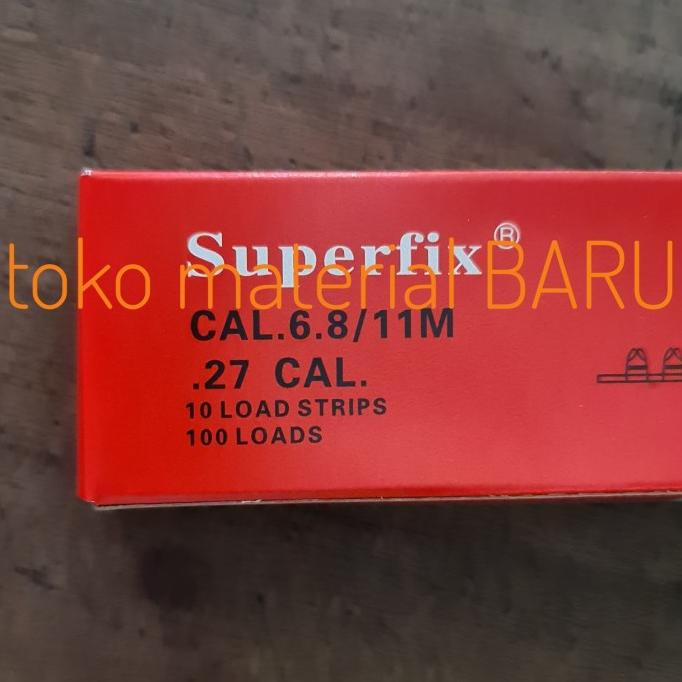 Superfix®
toko material BARU
CAL.6.8/11M
.27 CAL.
10 LOAD STRIPS
100 LOADS